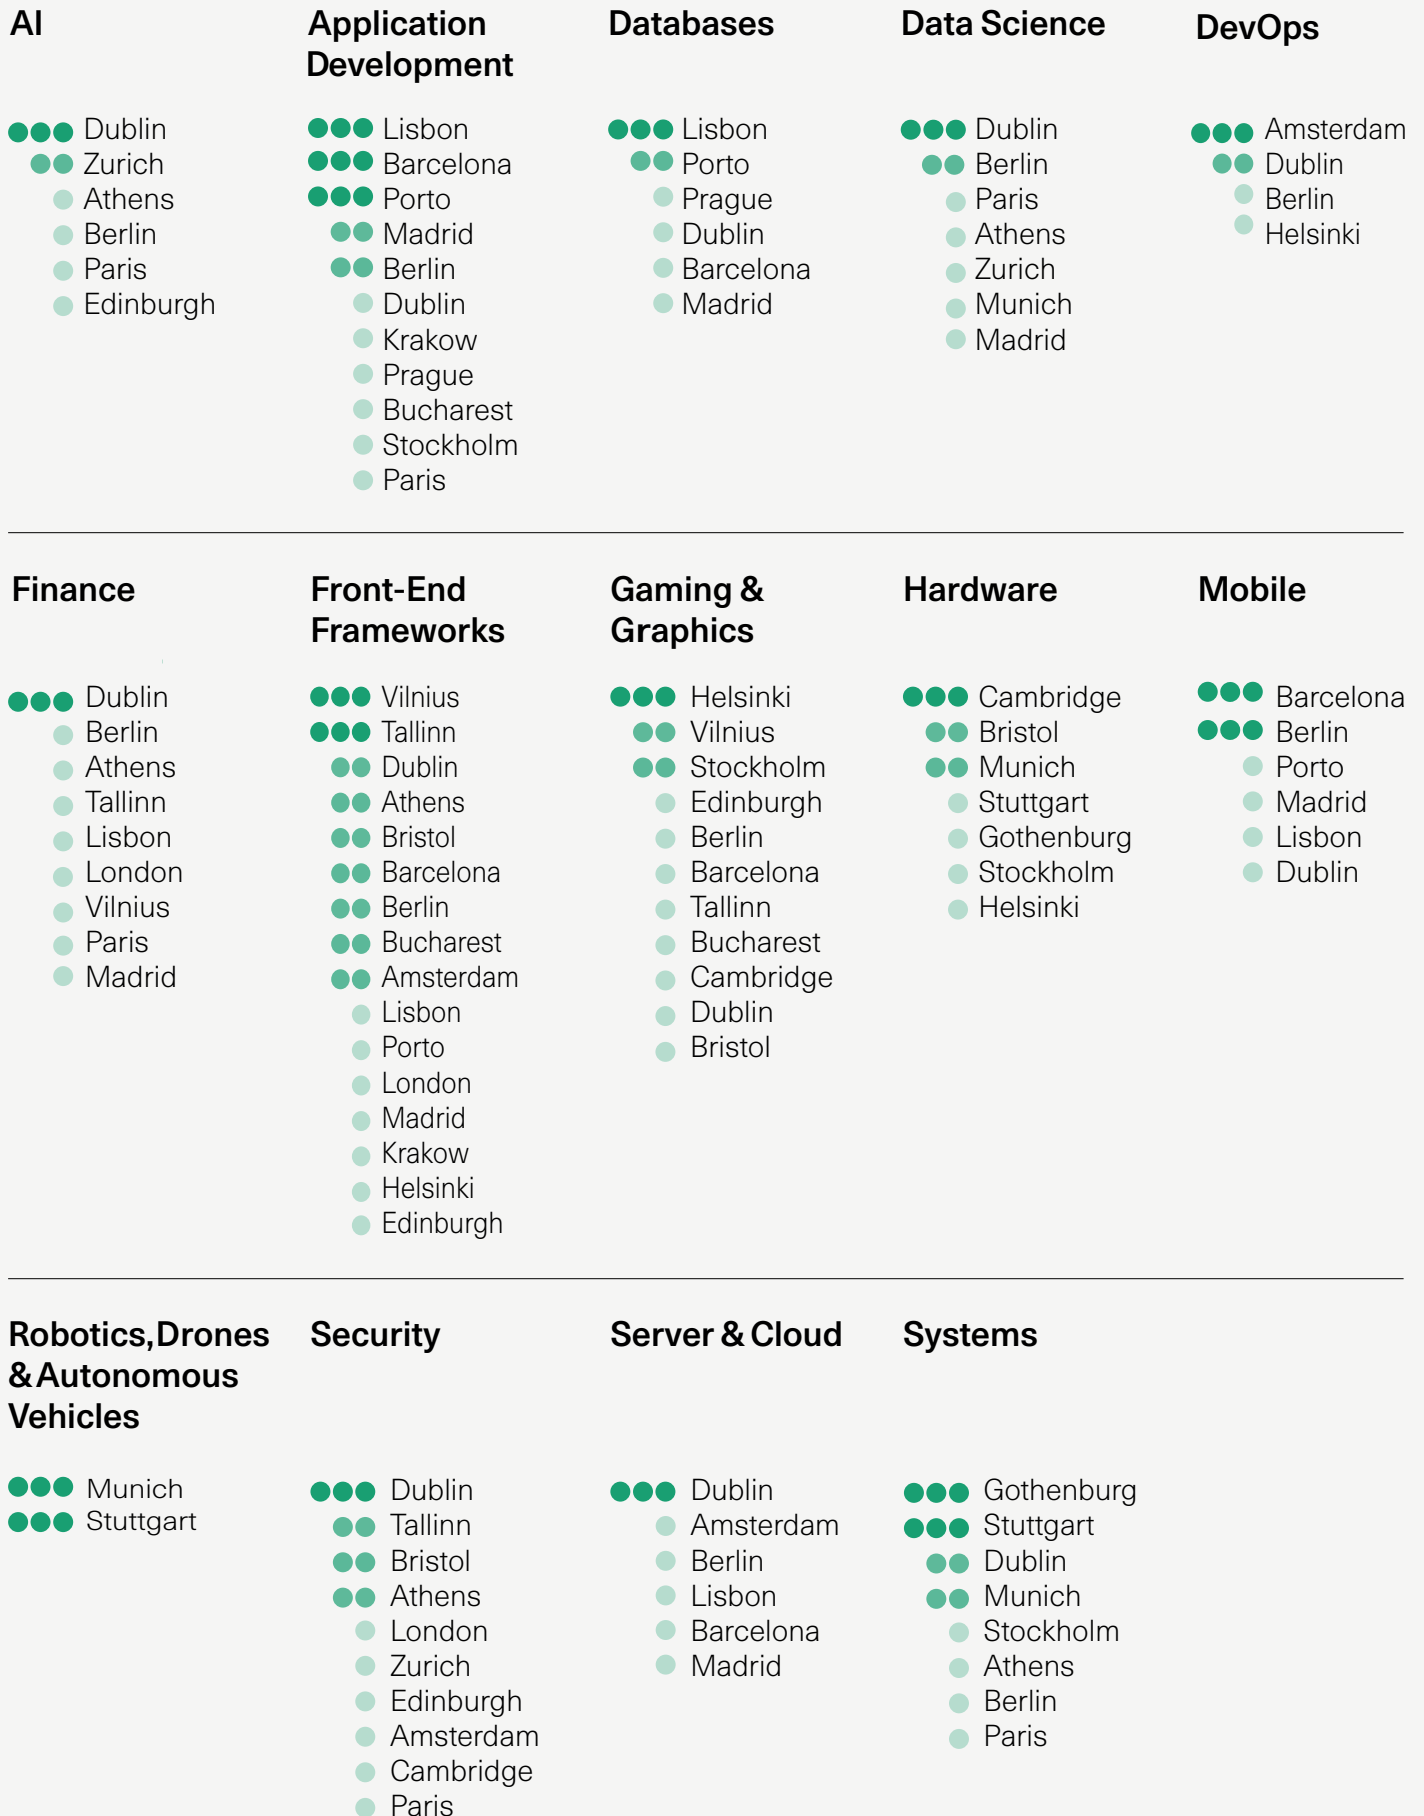 AI
Dublin
Zurich
Athens
Berlin
Paris
Edinburgh
Application
Development
Lisbon
Barcelona
Porto
Madrid
Berlin
Dublin
Krakow
Prague
Bucharest
Stockholm
Paris
Databases
Lisbon
Porto
Prague
Dublin
Barcelona
Madrid
Data Science
Dublin
Berlin
Paris
Athens
Zurich
Munich
Madrid
DevOps
Amsterdam
Dublin
Berlin
Helsinki
Finance
Dublin
Berlin
Athens
Tallinn
Lisbon
London
Vilnius
Paris
Madrid
Front-End
Frameworks
Vilnius
Tallinn
Dublin
Athens
Bristol
Barcelona
Berlin
Bucharest
Amsterdam
Lisbon
Porto
London
Madrid
Krakow
Helsinki
Edinburgh
Gaming &
Graphics
Helsinki
Vilnius
Stockholm
Edinburgh
Berlin
Barcelona
Tallinn
Bucharest
Cambridge
Dublin
Bristol
Hardware
Cambridge
Bristol
Munich
Stuttgart
Gothenburg
Stockholm
Helsinki
Mobile
Barcelona
Berlin
Porto
Madrid
Lisbon
Dublin
Robotics, Drones
& Autonomous
Vehicles
Munich
Stuttgart
Security
Dublin
Tallinn
Bristol
Athens
London
Zurich
Edinburgh
Amsterdam
Cambridge
Paris
Server & Cloud
Dublin
Amsterdam
Berlin
Lisbon
Barcelona
Madrid
Systems
Gothenburg
Stuttgart
Dublin
Munich
Stockholm
Athens
Berlin
Paris